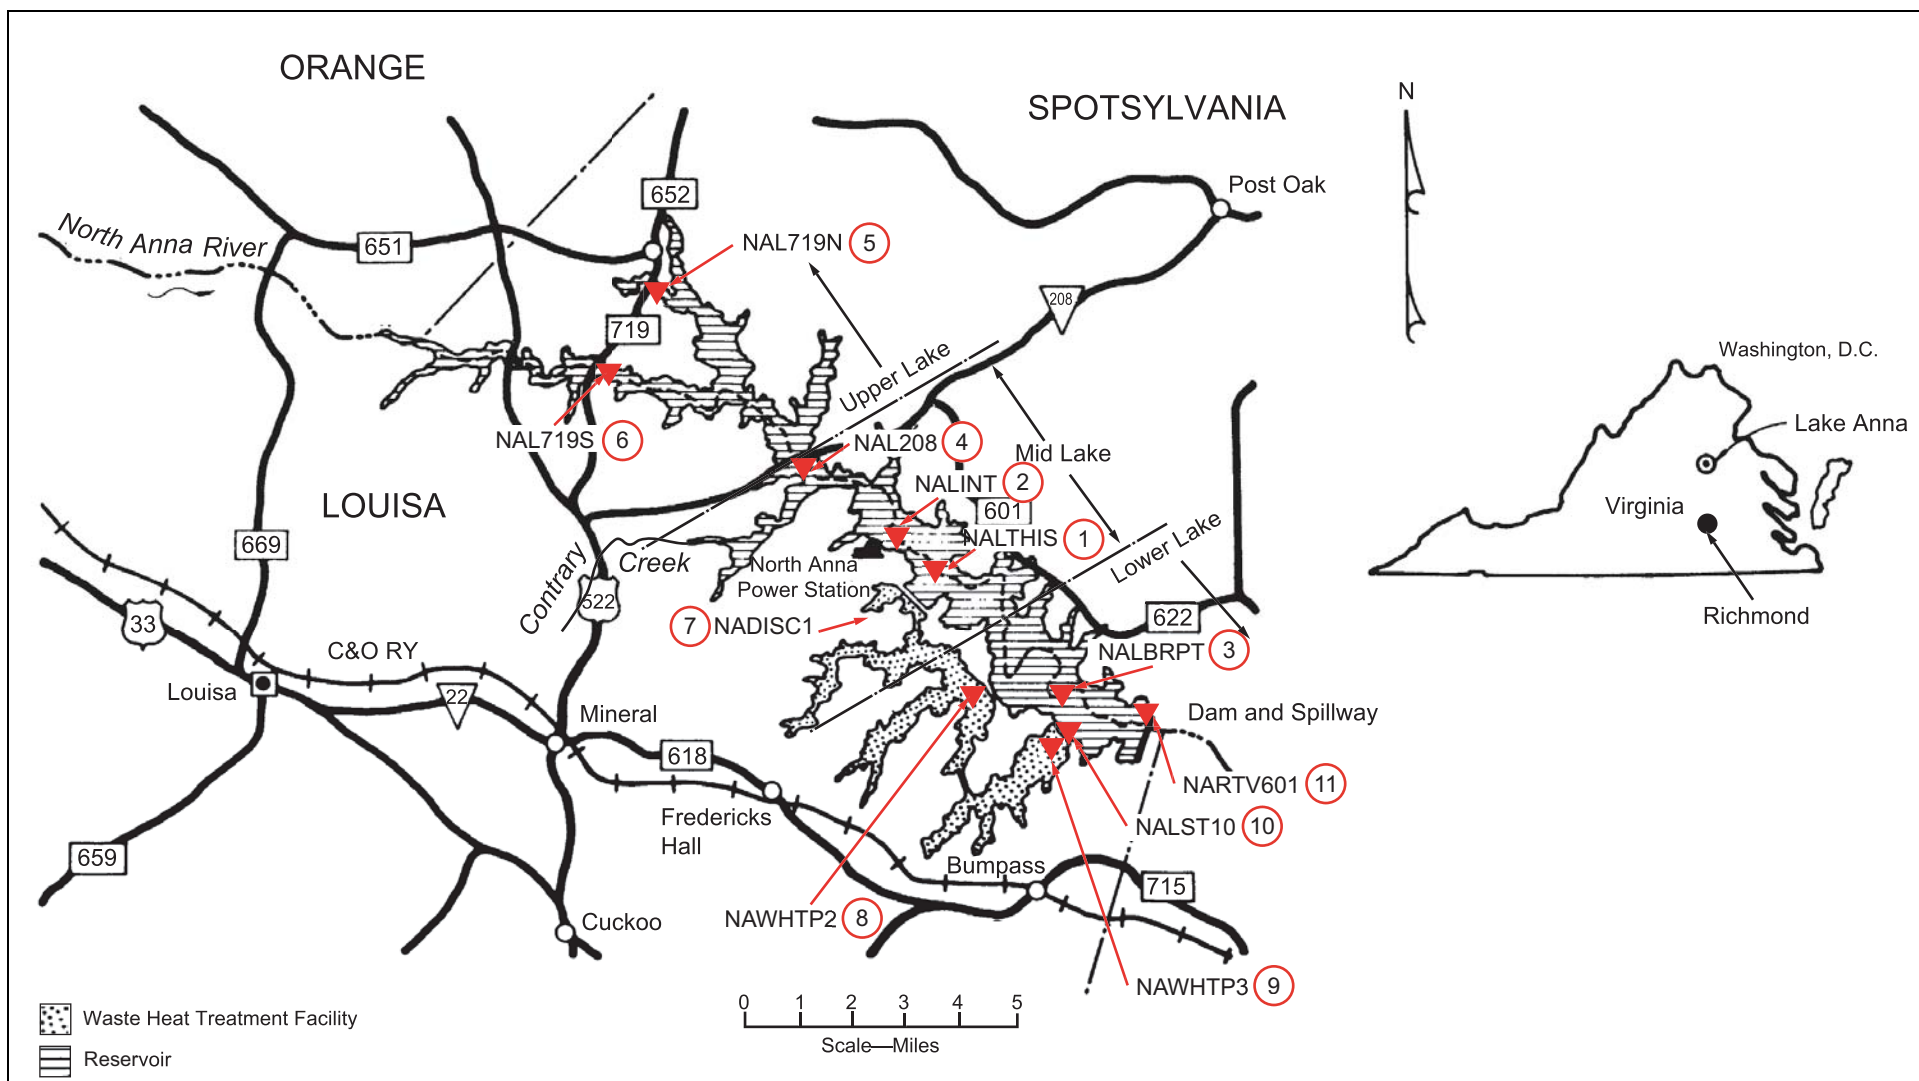 ORANGE
SPOTSYLVANIA
N
652
Post Oak
North Anna River
651
NAL719N 5
208
719
Upper Lake
Washington, D.C.
Lake Anna
NAL719S 6
NAL208 4
Mid Lake
NALINT 2
LOUISA
601
Virginia
669
NALTHIS 1
Lower Lake
Contrary
Creek
North Anna
Power Station
522
Richmond
33
7 NADISC1
622
C&O RY
NALBRPT 3
Louisa
22
Mineral
Dam and Spillway
618
NARTV601 11
Fredericks
Hall
NALST10 10
659
Bumpass
715
NAWHTP2 8
Cuckoo
NAWHTP3 9
0 1 2 3 4 5
Scale—Miles
Waste Heat Treatment Facility
Reservoir